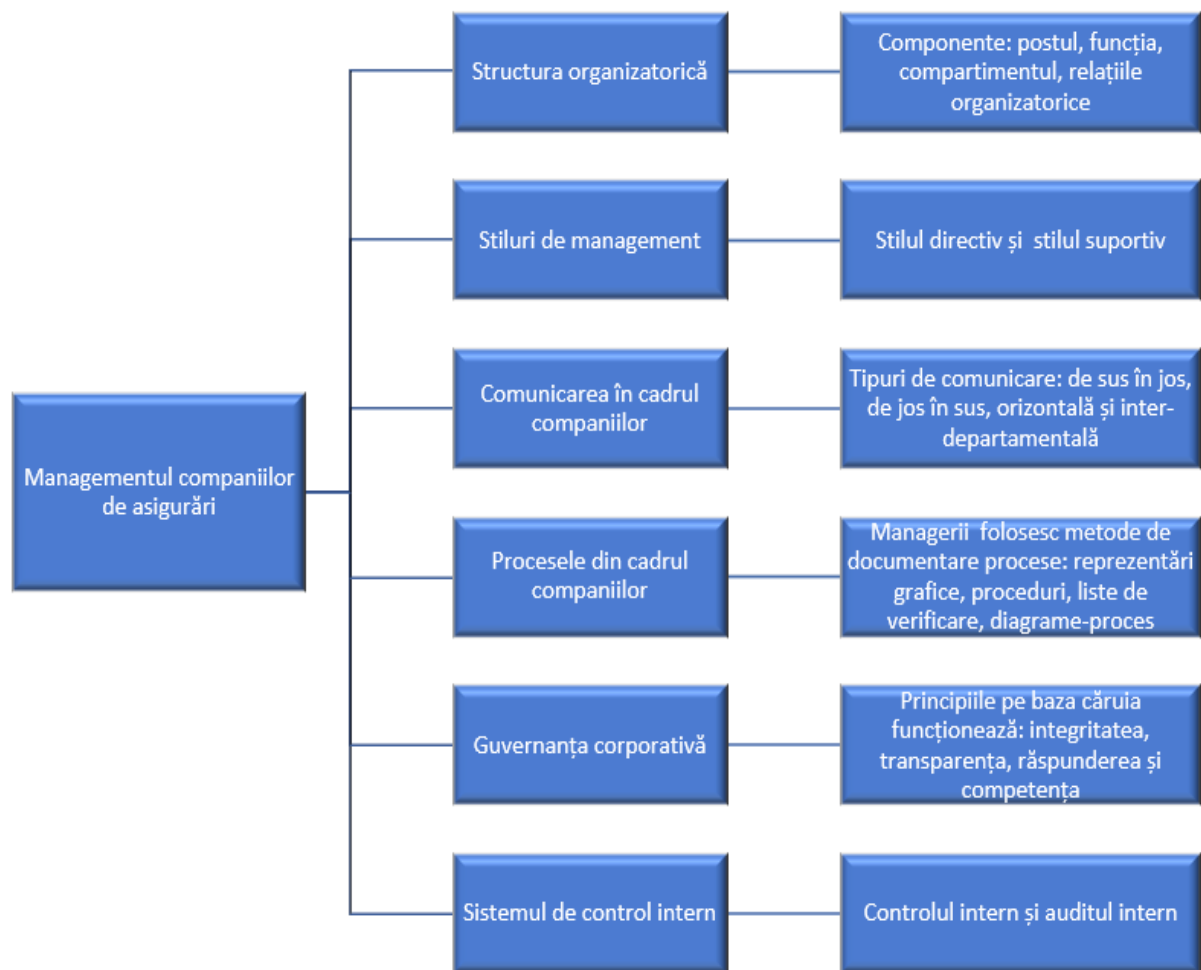 Managementul companiilor
de asigurări
Structura organizatorică
Componente: postul, funcția,
compartimentul, relațiile
organizatorice
Stiluri de management
Stilul directiv și  stilul suportiv
Comunicarea în cadrul
companiilor
Tipuri de comunicare: de sus în jos,
de jos în sus, orizontală și inter-
departamentală
Procesele din cadrul
companiilor
Managerii  folosesc metode de
documentare procese: reprezentări
grafice, proceduri, liste de
verificare, diagrame-proces
Guvernanța corporativă
Principiile pe baza căruia
funcționează: integritatea,
transparența, răspunderea și
competența
Sistemul de control intern
Controlul intern și auditul intern